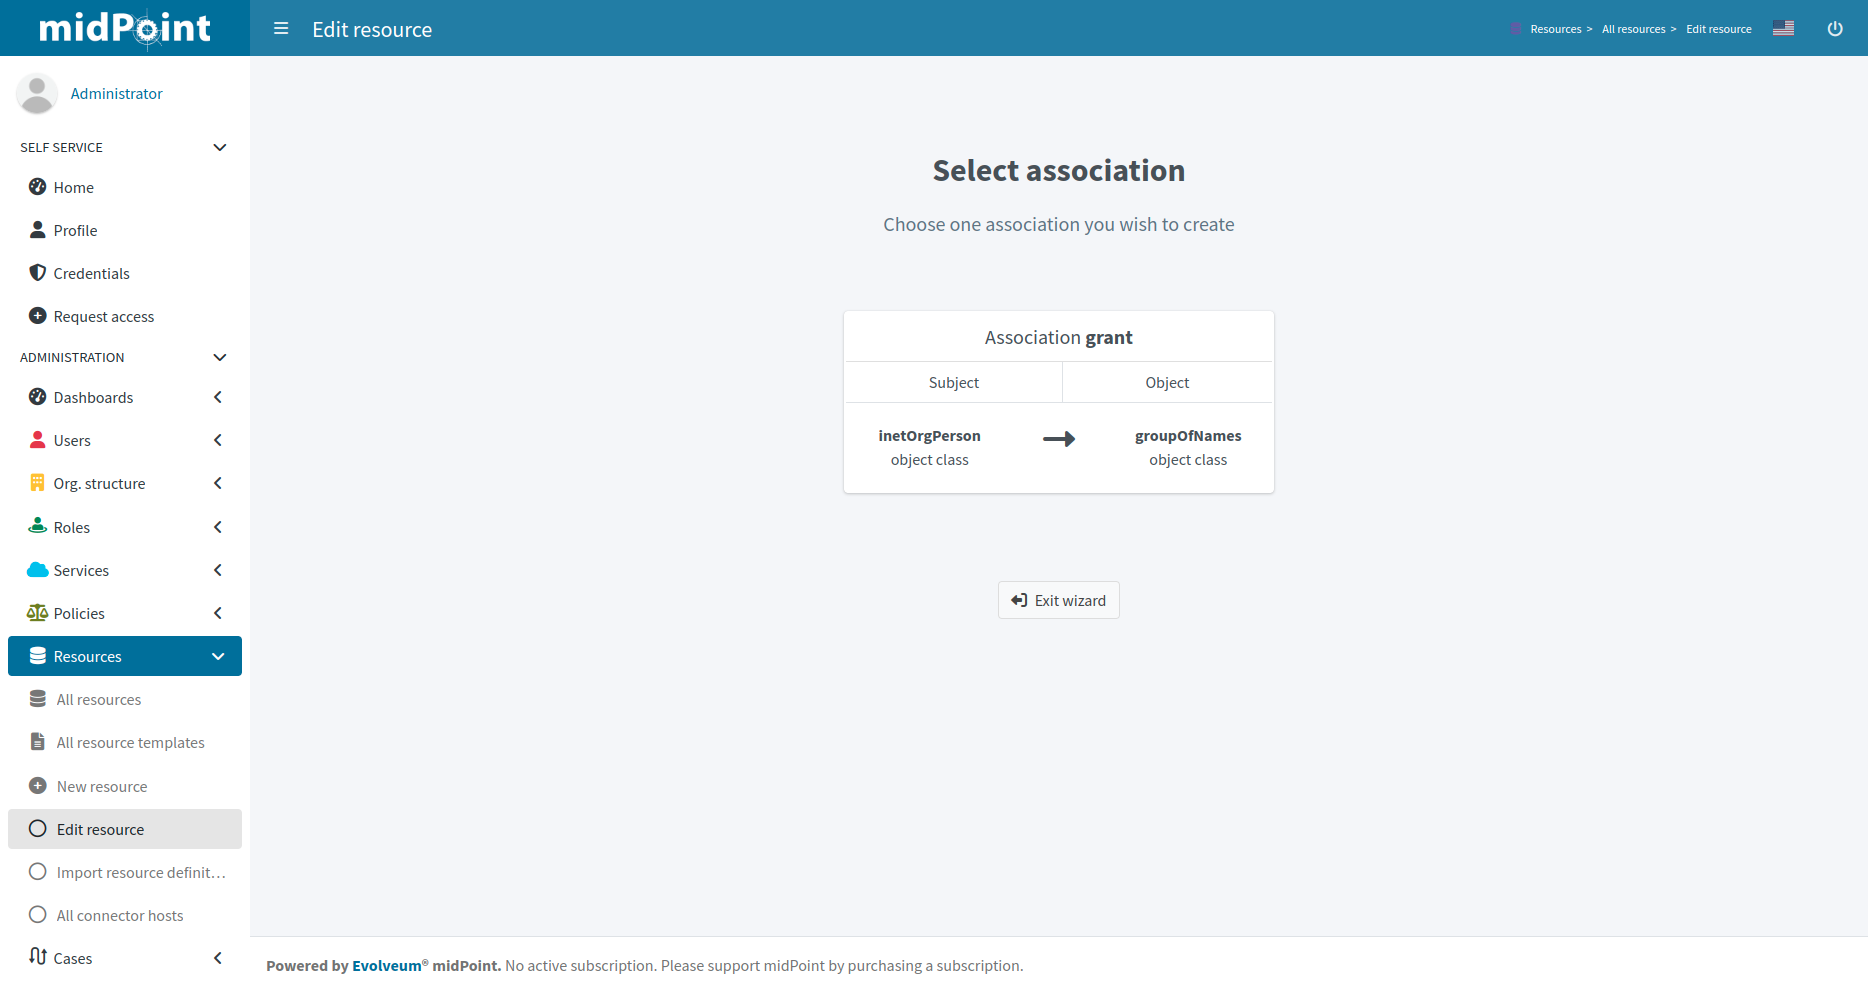 midPoint
Edit resource
Resources > All resources > Edit resource
Administrator
SELF SERVICE
Home
Profile
Credentials
Request access
ADMINISTRATION
Dashboards
Users
Org. structure
Roles
Services
Policies
Resources
All resources
All resource templates
New resource
Edit resource
Import resource definit...
All connector hosts
Cases
Select association
Choose one association you wish to create
Association grant
Subject Object
inetOrgPerson groupOfNames
object class object class
Exit wizard
Powered by Evolveum® midPoint. No active subscription. Please support midPoint by purchasing a subscription.